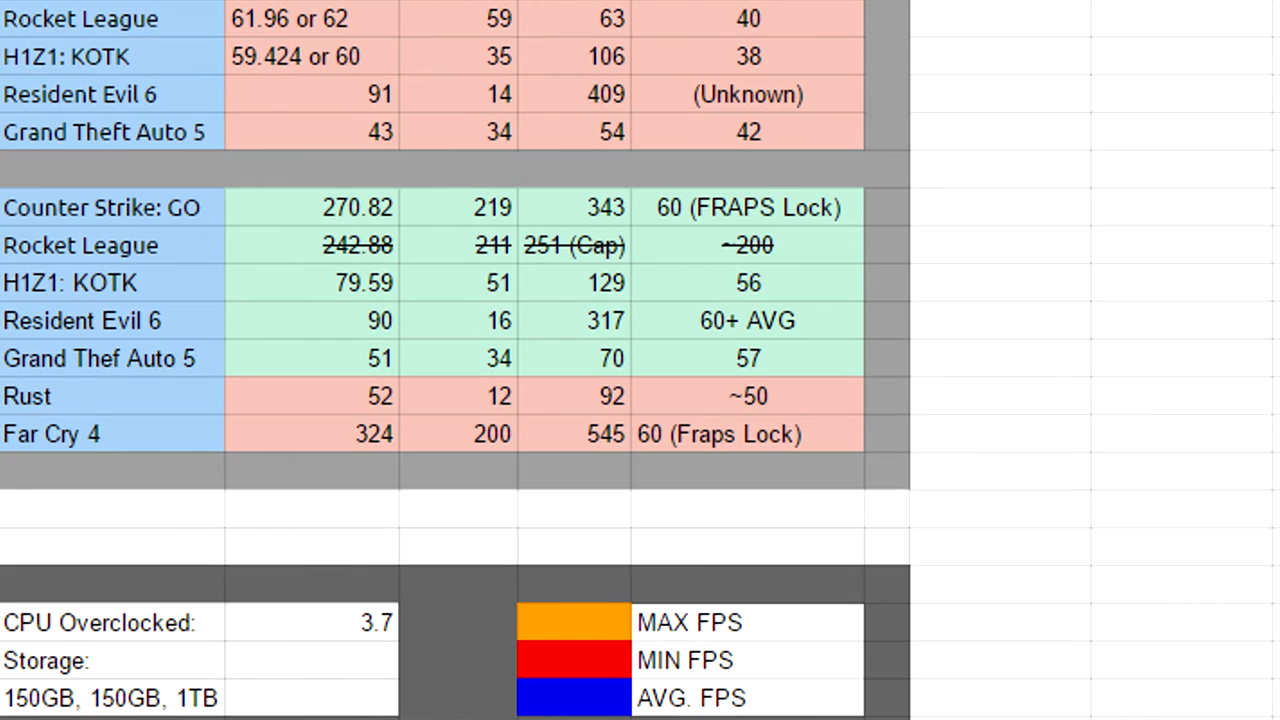 Rocket League 61.96 or 62 59 63 40
H1Z1: KOTK 59.424 or 60 35 106 38
Resident Evil 6 91 14 409 (Unknown)
Grand Theft Auto 5 43 34 54 42
Counter Strike: GO 270.82 219 343 60 (FRAPS Lock)
Rocket League 242.88 211 251 (Cap) ~200
H1Z1: KOTK 79.59 51 129 56
Resident Evil 6 90 16 317 60+ AVG
Grand Thef Auto 5 51 34 70 57
Rust 52 12 92 ~50
Far Cry 4 324 200 545 60 (Fraps Lock)
CPU Overclocked: 3.7 MAX FPS
Storage: MIN FPS
150GB, 150GB, 1TB AVG. FPS